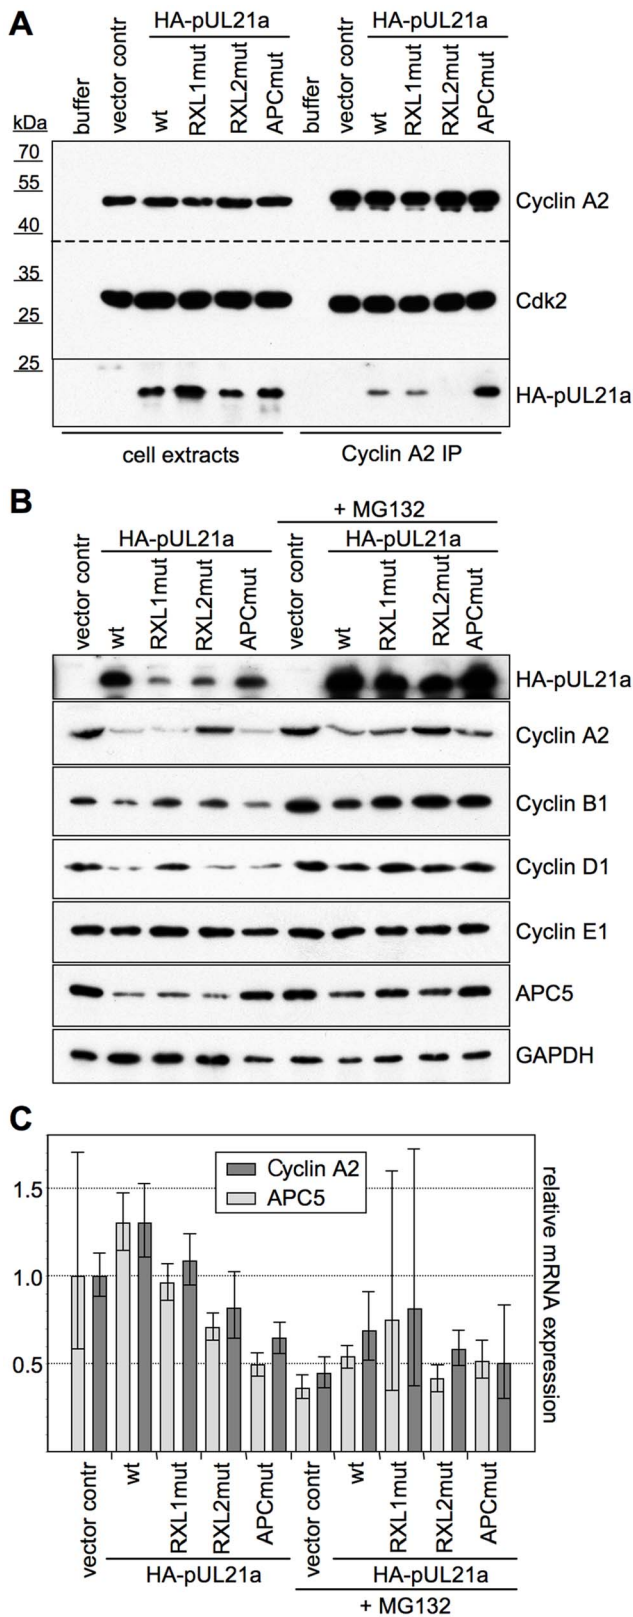 A
HA-pUL21a
HA-pUL21a
buffer
vector contr
wt
RXL1mut
RXL2mut
APCmut
buffer
vector contr
wt
RXL1mut
RXL2mut
APCmut
kDa
70
55
40
35
25
25
Cyclin A2
Cdk2
HA-pUL21a
cell extracts
Cyclin A2 IP
B
+ MG132
HA-pUL21a
HA-pUL21a
vector contr
wt
RXL1mut
RXL2mut
APCmut
vector contr
wt
RXL1mut
RXL2mut
APCmut
HA-pUL21a
Cyclin A2
Cyclin B1
Cyclin D1
Cyclin E1
APC5
GAPDH
C
Cyclin A2
APC5
1.5
1.0
0.5
relative mRNA expression
vector contr
wt
RXL1mut
RXL2mut
APCmut
vector contr
wt
RXL1mut
RXL2mut
APCmut
HA-pUL21a
HA-pUL21a
+ MG132